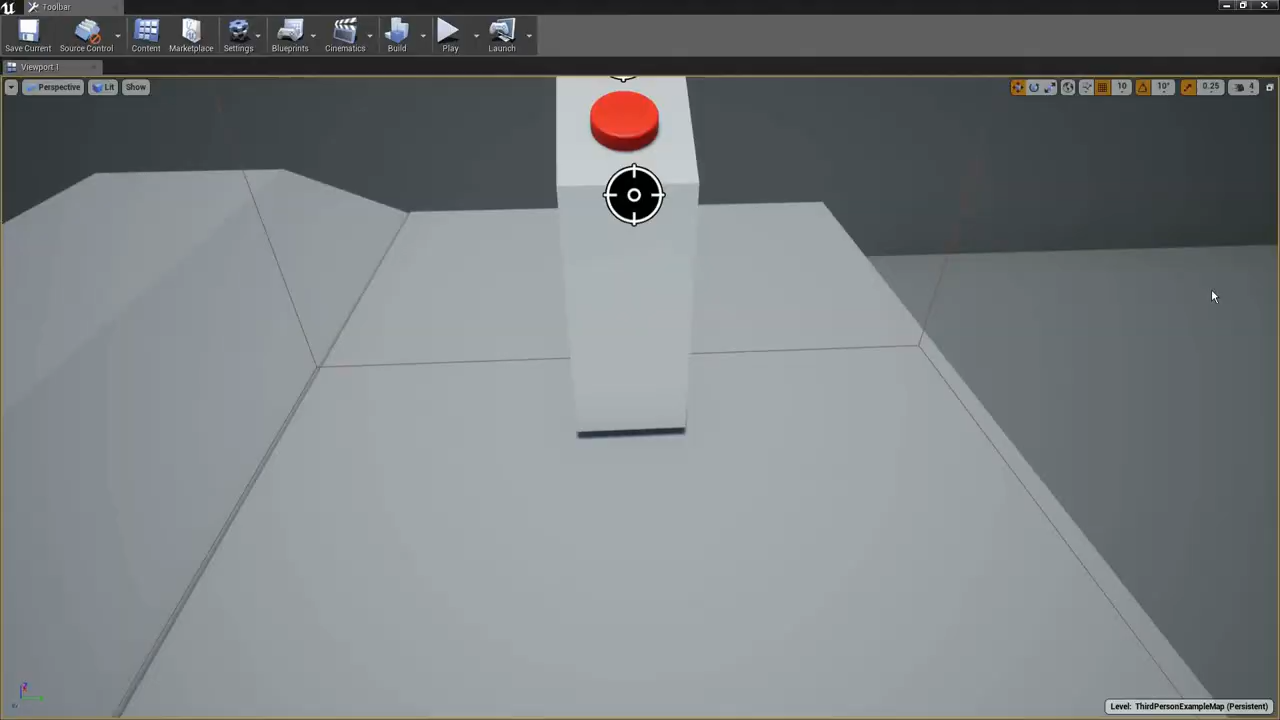 Toolbar
Save Current
Source Control
Content
Marketplace
Settings
Blueprints
Cinematics
Build
Play
Launch
Viewport 1
Perspective
Lit
Show
10
10°
0.25
4
Level: ThirdPersonExampleMap (Persistent)